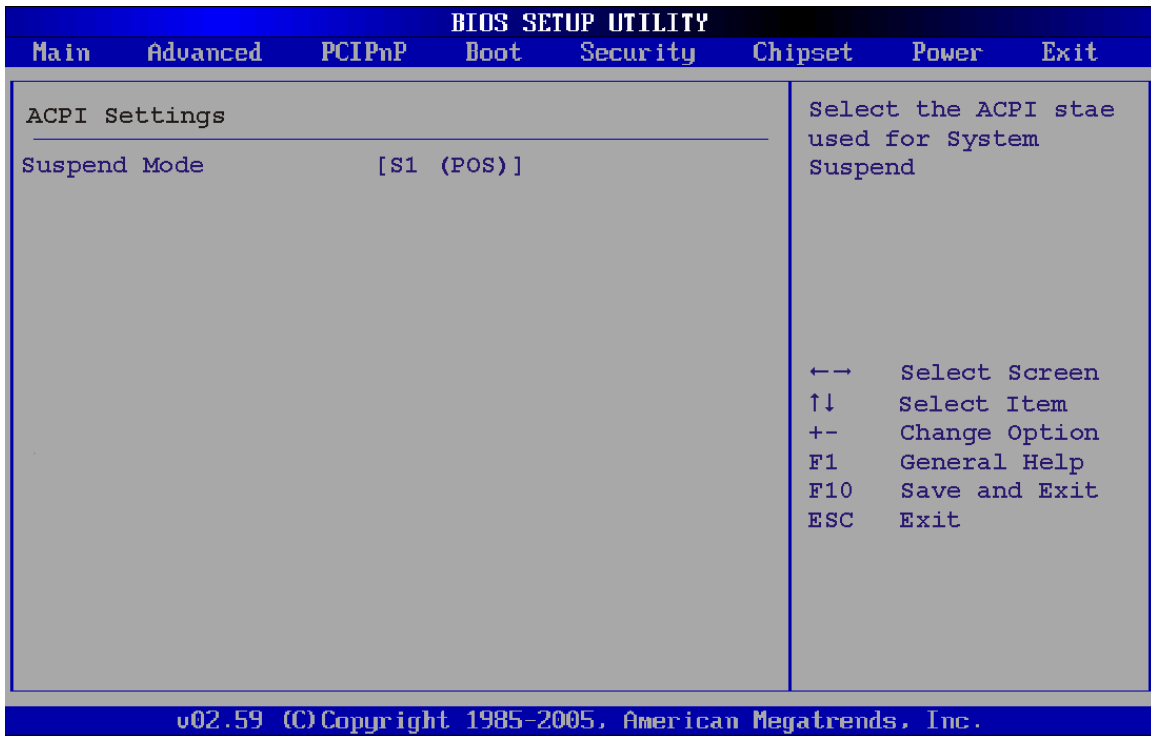 BIOS SETUP UTILITY
Main Advanced PCIPnP Boot Security Chipset Power Exit
ACPI Settings
Suspend Mode [S1 (POS)]
Select the ACPI stae
used for System
Suspend
←→ Select Screen
↑↓ Select Item
+- Change Option
F1 General Help
F10 Save and Exit
ESC Exit
v02.59 (C)Copyright 1985-2005, American Megatrends, Inc.